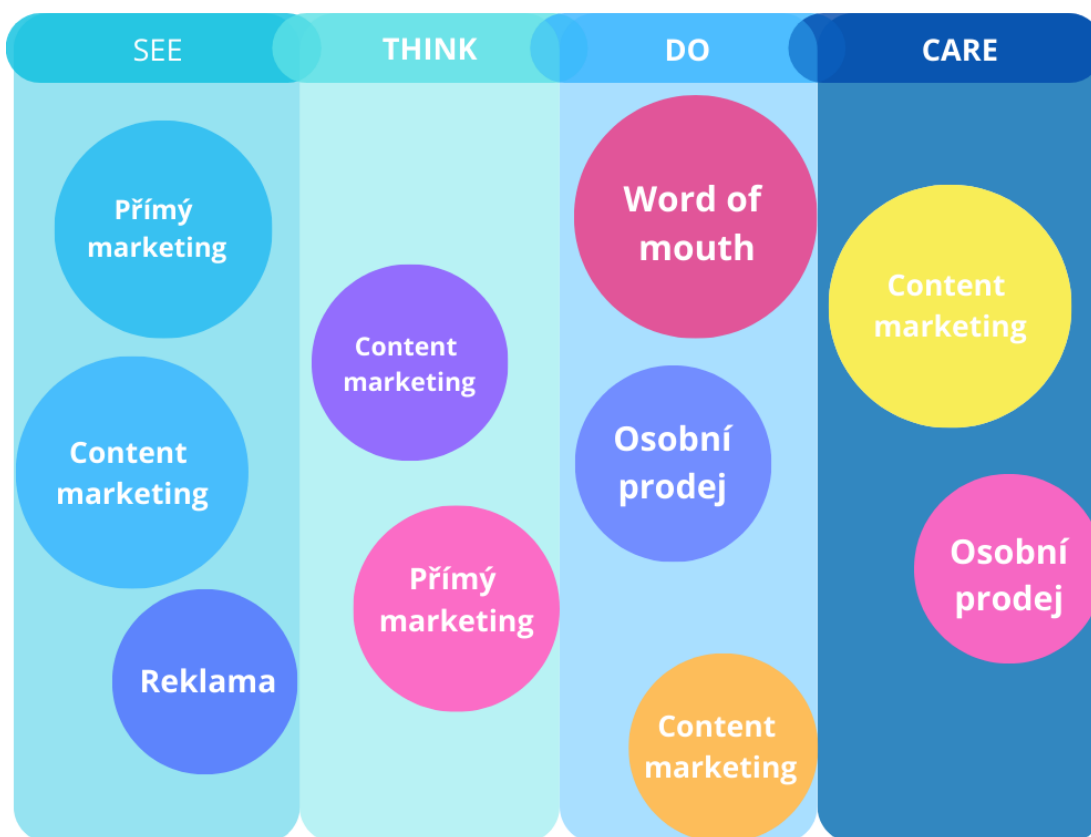 SEE
THINK
DO
CARE
Přímý
marketing
Content
marketing
Reklama
Content
marketing
Přímý
marketing
Word of
mouth
Osobní
prodej
Content
marketing
Content
marketing
Osobní
prodej